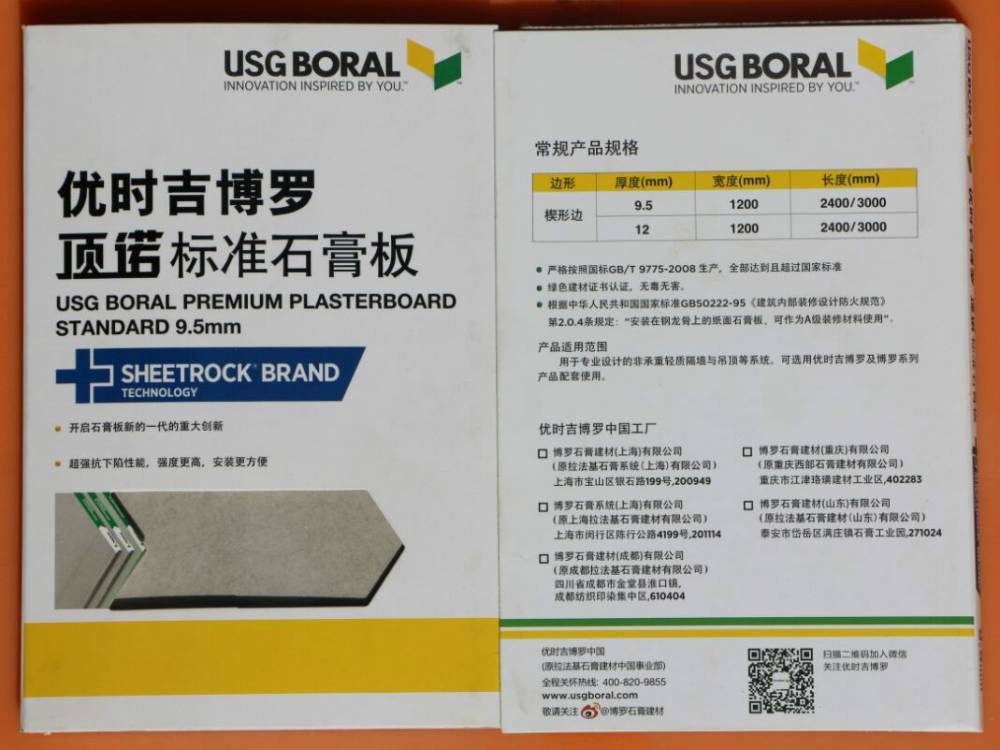 USG BORAL
INNOVATION INSPIRED BY YOU.™
优时吉博罗
顶诺标准石膏板
USG BORAL PREMIUM PLASTERBOARD
STANDARD 9.5mm
SHEETROCK® BRAND
TECHNOLOGY
开启石膏板新的一代的重大创新
超强抗下陷性能，强度更高，安装更方便
USG BORAL
INNOVATION INSPIRED BY YOU.™
常规产品规格
边形 厚度(mm) 宽度(mm) 长度(mm)
楔形边 9.5 1200 2400/3000
12 1200 2400/3000
严格按照国标GB/T 9775-2008 生产，全部达到且超过国家标准
绿色建材证书认证，无毒无害。
根据中华人民共和国国家标准GB50222-95《建筑内部装修设计防火规范》
第2.0.4条规定：“安装在钢龙骨上的纸面石膏板，可作为A级装修材料使用”。
产品适用范围
用于专业设计的非承重轻质隔墙与吊顶等系统。可选用优时吉博罗及博罗系列
产品配套使用。
优时吉博罗中国工厂
博罗石膏建材(上海)有限公司
(原拉法基石膏系统(上海)有限公司)
上海市宝山区银石路199号,200949
博罗石膏系统(上海)有限公司
(原上海拉法基石膏建材有限公司)
上海市闵行区陈行公路4199号,201114
博罗石膏建材(成都)有限公司
(原成都拉法基石膏建材有限公司)
四川省成都市金堂县淮口镇,
成都纺织印染集中区,610404
博罗石膏建材(重庆)有限公司
(原重庆西部石膏建材有限公司)
重庆市江津珞璜建材工业区,402283
博罗石膏建材(山东)有限公司
(原拉法基石膏建材(山东)有限公司)
泰安市岱岳区满庄镇石膏工业园,271024
优时吉博罗中国
(原拉法基石膏建材中国事业部)
全程关怀热线: 400-820-9855
www.usgboral.com
敬请关注 @博罗石膏建材
扫描二维码加入微信
关注优时吉博罗
USG BORAL